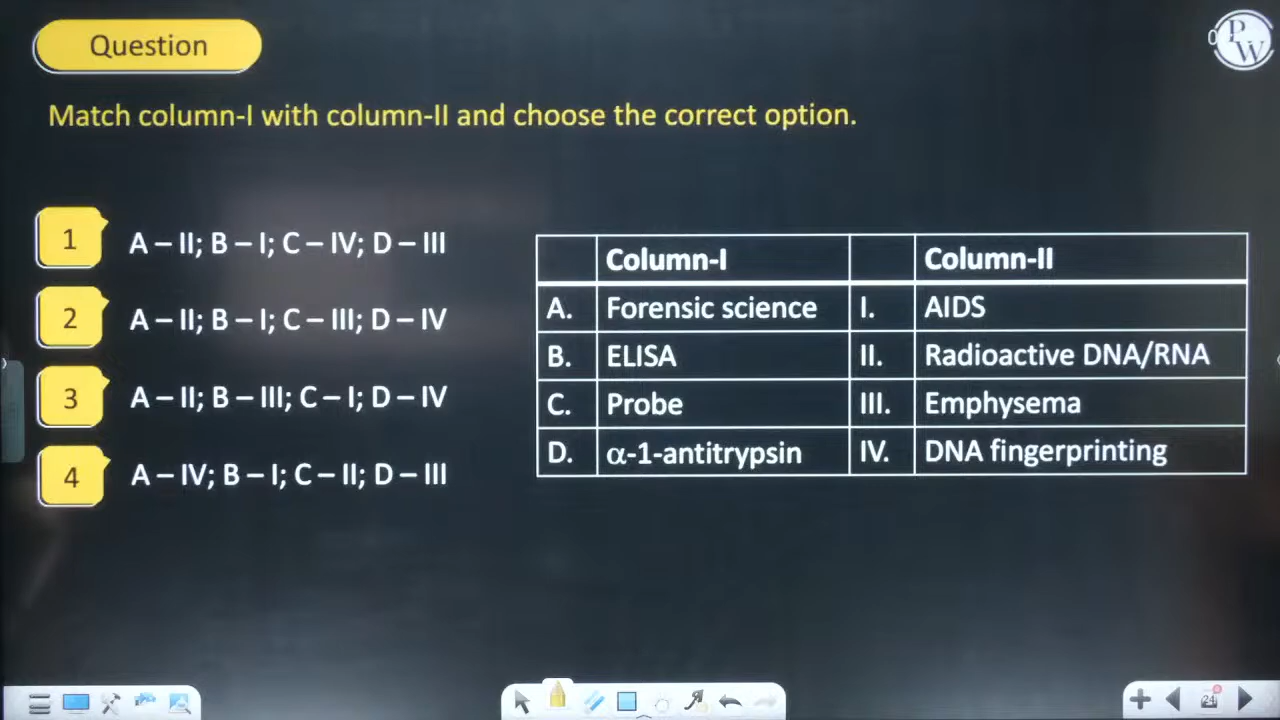 Question
PW
Match column-I with column-II and choose the correct option.
1 A – II; B – I; C – IV; D – III
2 A – II; B – I; C – III; D – IV
3 A – II; B – III; C – I; D – IV
4 A – IV; B – I; C – II; D – III
Column-I Column-II
A. Forensic science I. AIDS
B. ELISA II. Radioactive DNA/RNA
C. Probe III. Emphysema
D. α-1-antitrypsin IV. DNA fingerprinting
24